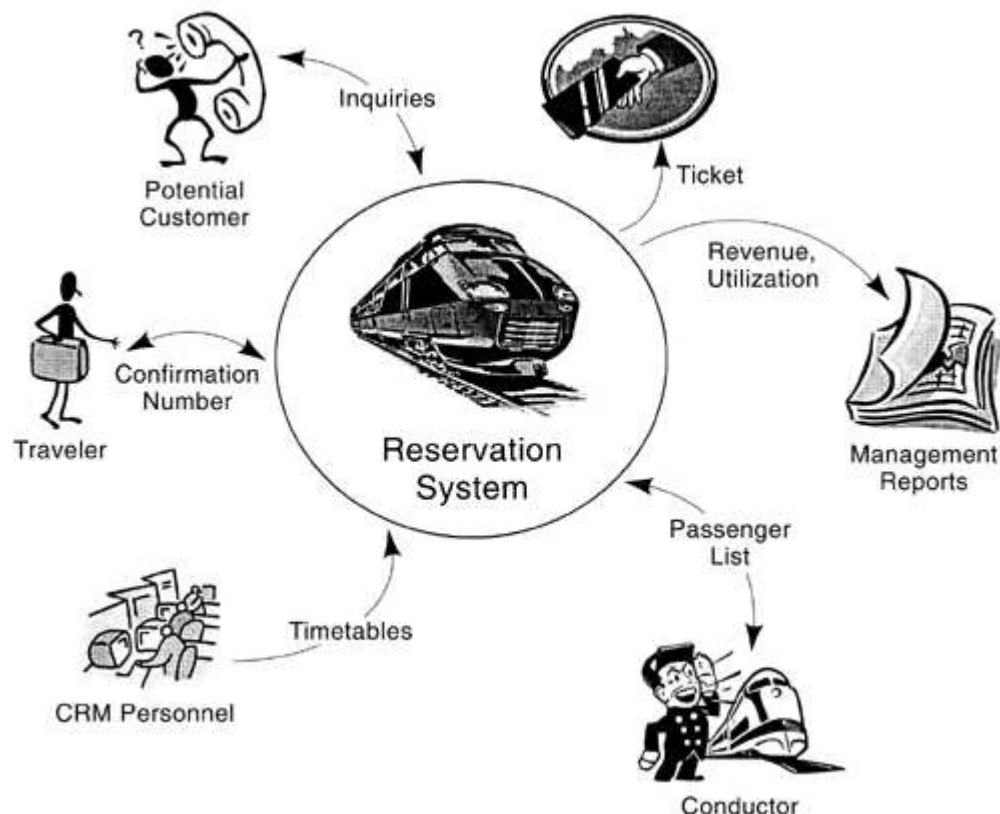 ?
Inquiries
Potential
Customer
Ticket
Revenue,
Utilization
Confirmation
Number
Traveler
Reservation
System
Management
Reports
Passenger
List
Timetables
CRM Personnel
Conductor